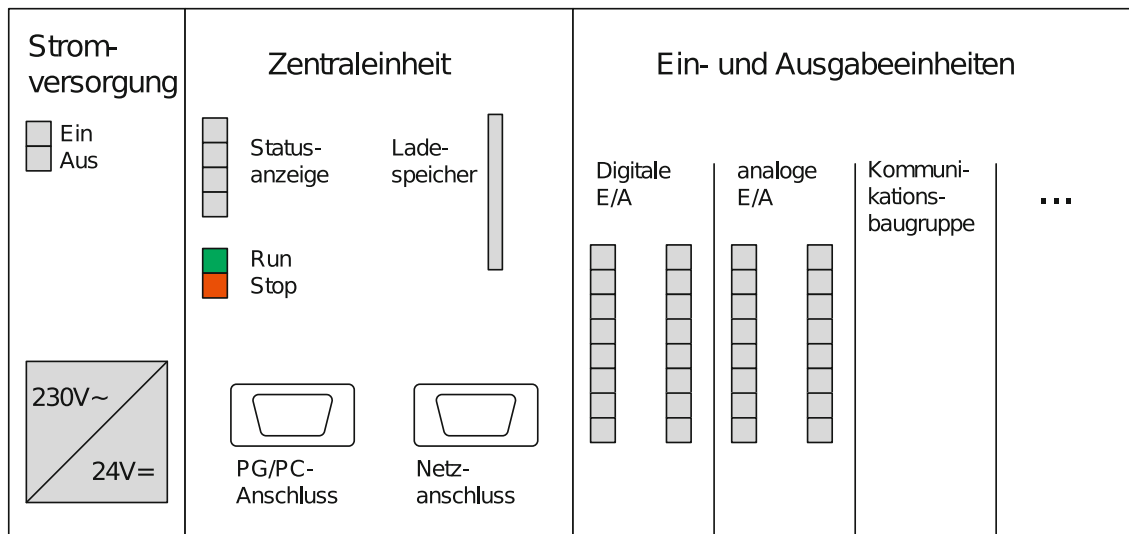 Strom-
versorgung
Ein
Aus
230V~
24V=
Zentraleinheit
Status-
anzeige
Lade-
speicher
Run
Stop
PG/PC-
Anschluss
Netz-
anschluss
Ein- und Ausgabeeinheiten
Digitale
E/A
analoge
E/A
Kommuni-
kations-
baugruppe
...